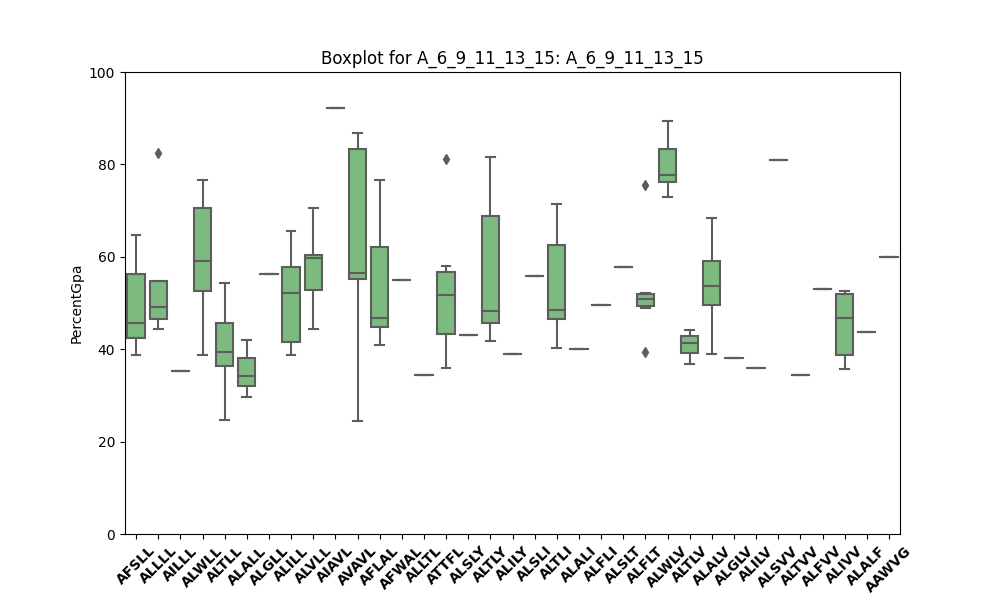 Boxplot for A_6_9_11_13_15: A_6_9_11_13_15
100
80
60
40
20
0
PercentGpa
AFSLL
ALLLL
AILLL
ALWLL
ALTLL
ALALL
ALGLL
ALILL
ALVLL
AIAVL
AVAVL
AFLAL
AFWAL
ALLTL
ATTFL
ALSLY
ALTLY
ALILY
ALSLI
ALTLI
ALALI
ALFLI
ALSLT
ALFLT
ALWLV
ALTLV
ALALV
ALGLV
ALILV
ALSVV
ALTVV
ALFVV
ALIVV
ALALF
AAWVG